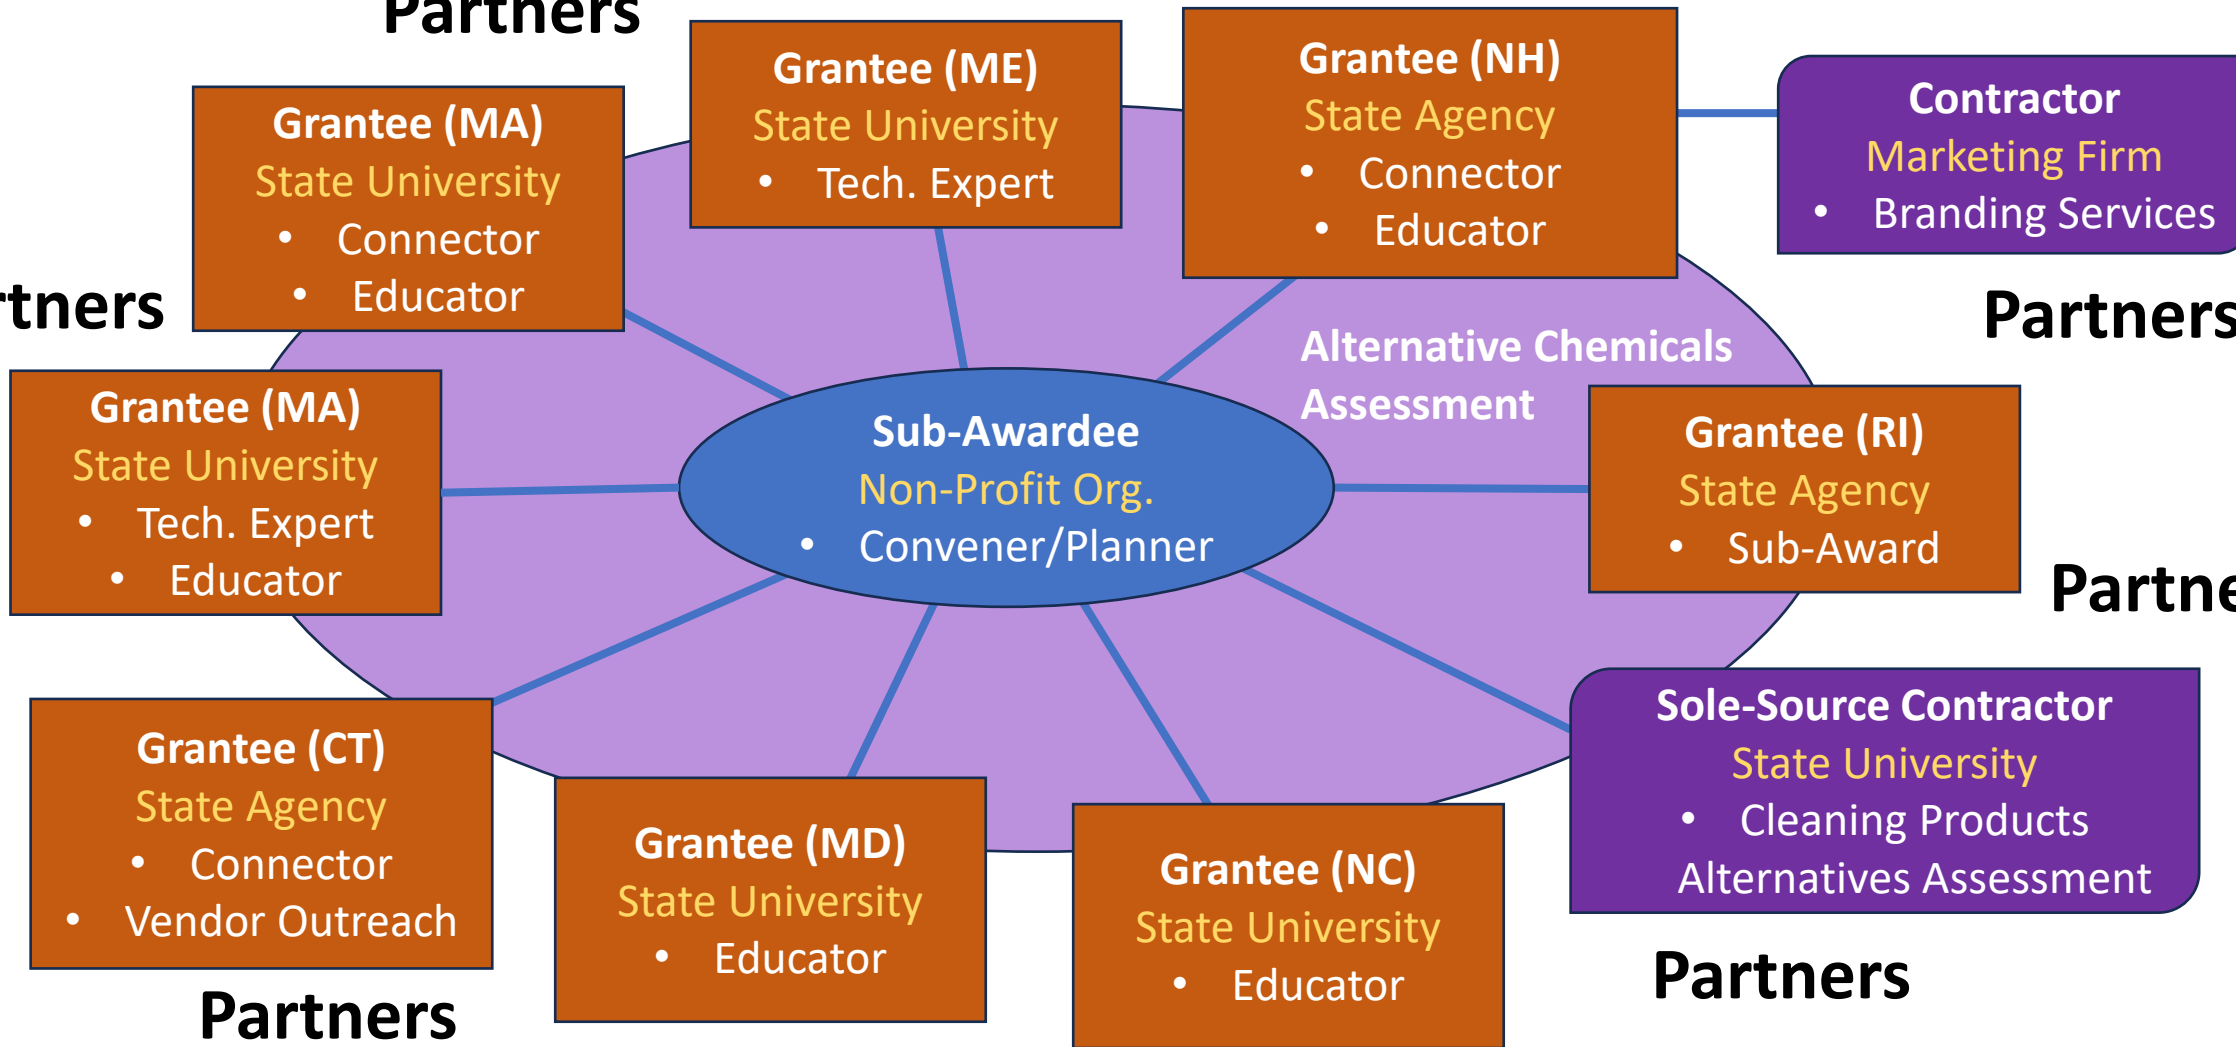 Partners
Grantee (ME)
State University
• Tech. Expert
Grantee (NH)
State Agency
• Connector
• Educator
Contractor
Marketing Firm
• Branding Services
Grantee (MA)
State University
• Connector
• Educator
rtners
Partners
Alternative Chemicals
Assessment
Grantee (MA)
State University
• Tech. Expert
• Educator
Sub-Awardee
Non-Profit Org.
• Convener/Planner
Grantee (RI)
State Agency
• Sub-Award
Partne
Grantee (CT)
State Agency
• Connector
• Vendor Outreach
Grantee (MD)
State University
• Educator
Grantee (NC)
State University
• Educator
Sole-Source Contractor
State University
• Cleaning Products
Alternatives Assessment
Partners
Partners